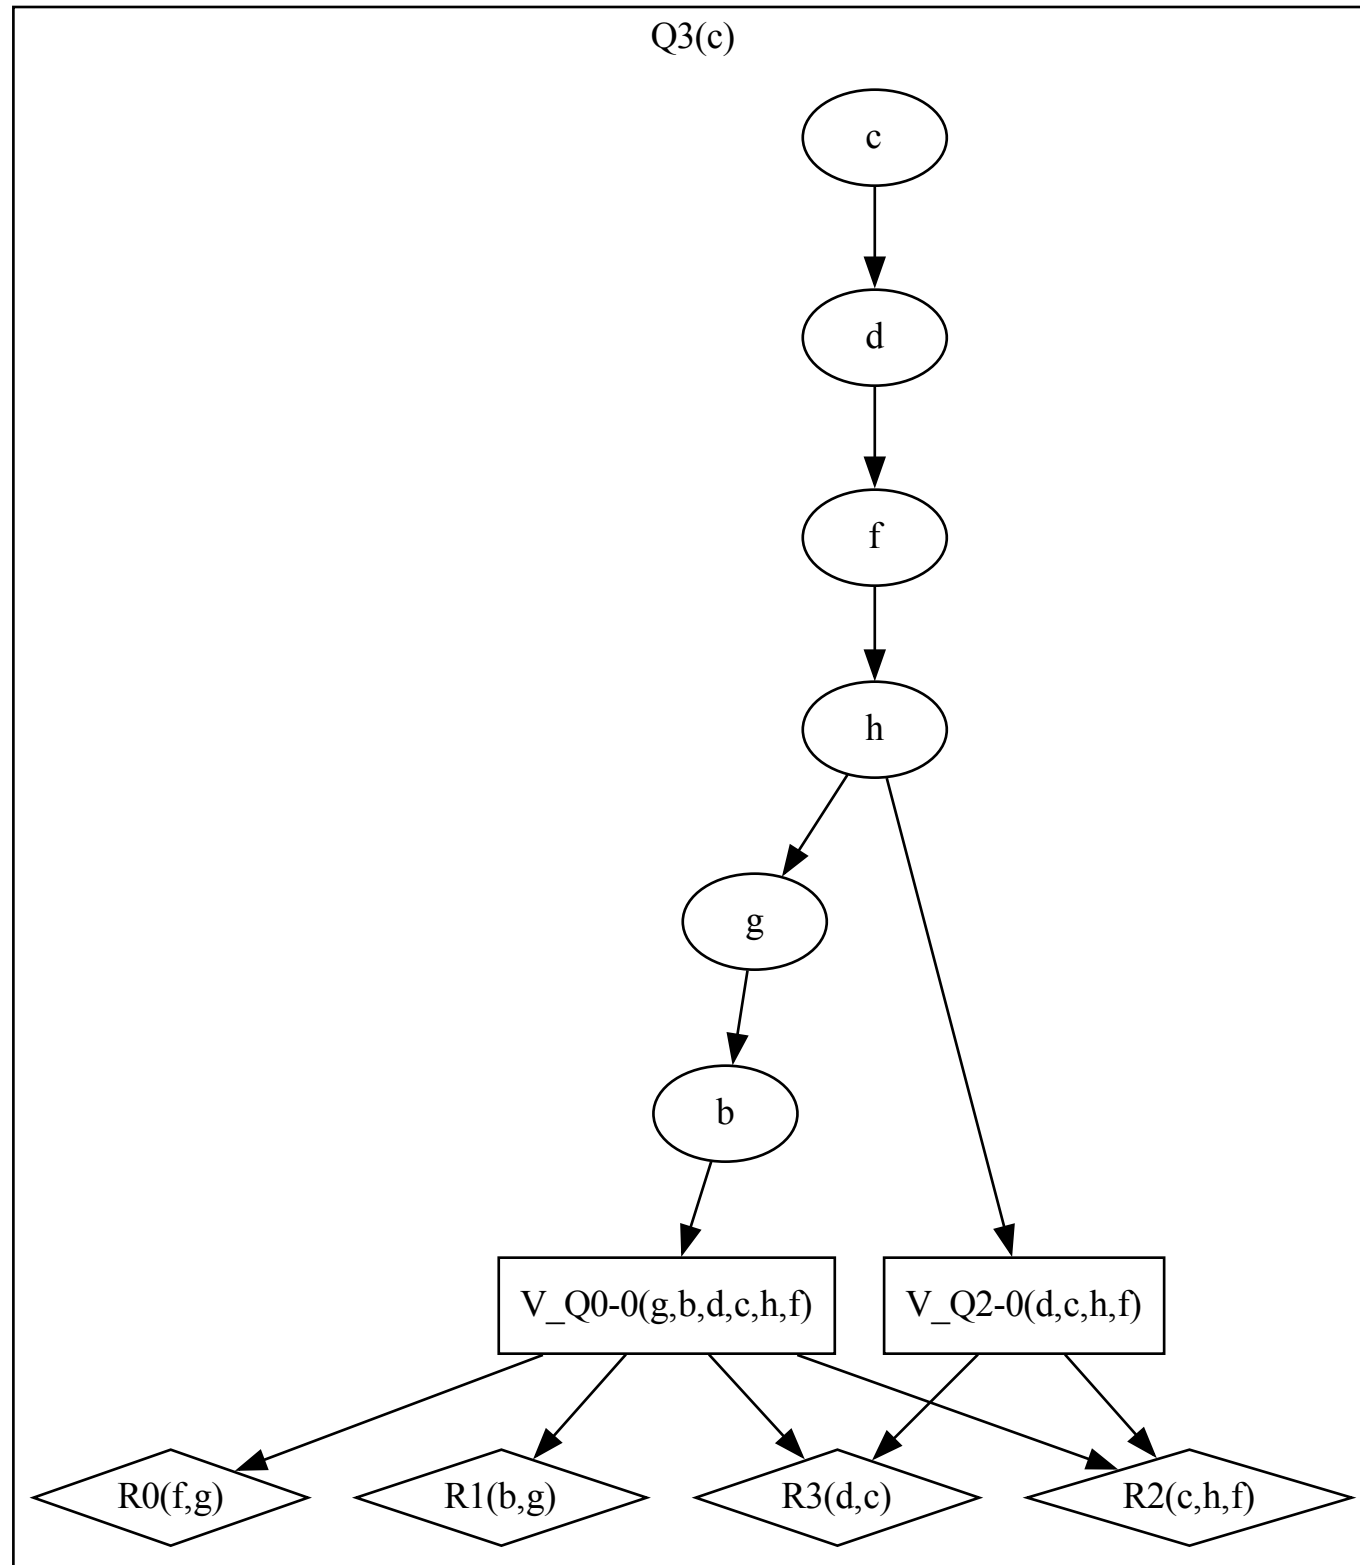 Q3(c)
c
d
f
h
g
b
V_Q0-0(g,b,d,c,h,f) V_Q2-0(d,c,h,f)
R0(f,g) R1(b,g) R3(d,c) R2(c,h,f)